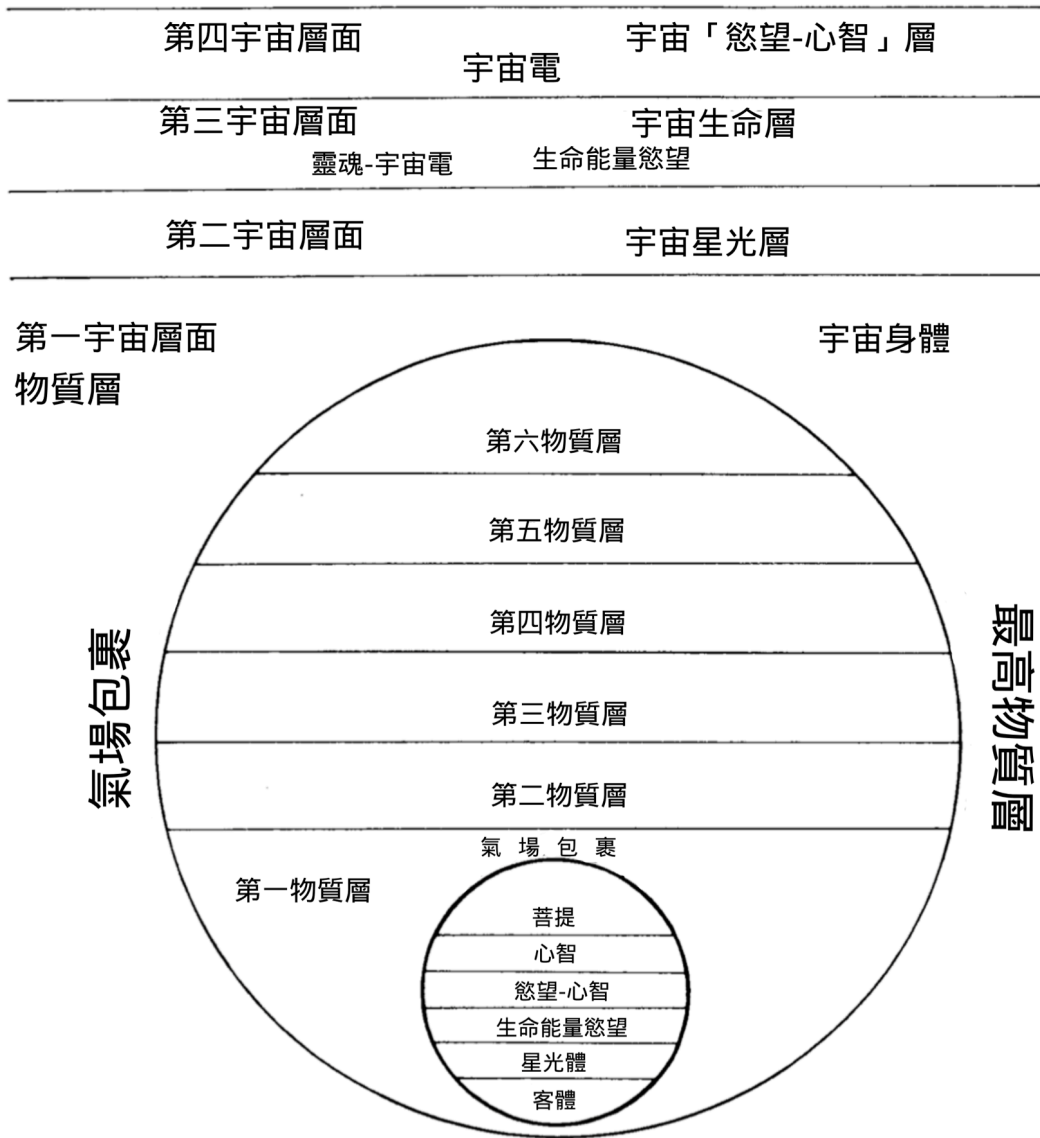 第四宇宙層面
宇宙「慾望-心智」層
宇宙電
第三宇宙層面
宇宙生命層
靈魂-宇宙電
生命能量慾望
第二宇宙層面
宇宙星光層
第一宇宙層面
物質層
宇宙身體
第六物質層
第五物質層
第四物質層
第三物質層
第二物質層
氣場包裹
最高物質層
氣場包裹
第一物質層
菩提
心智
慾望-心智
生命能量慾望
星光體
客體